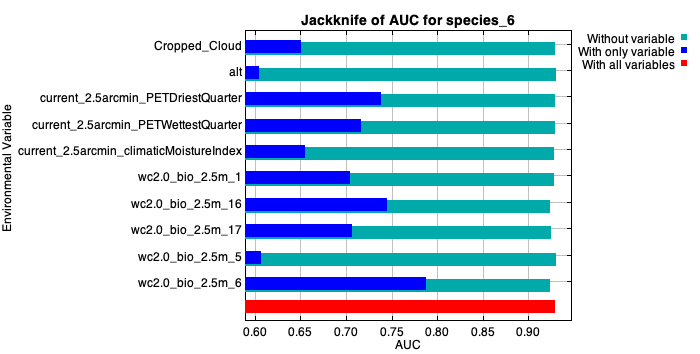 Jackknife of AUC for species_6
Without variable
With only variable
With all variables
Environmental Variable
Cropped_Cloud
alt
current_2.5arcmin_PETDriestQuarter
current_2.5arcmin_PETWettestQuarter
current_2.5arcmin_climaticMoistureIndex
wc2.0_bio_2.5m_1
wc2.0_bio_2.5m_16
wc2.0_bio_2.5m_17
wc2.0_bio_2.5m_5
wc2.0_bio_2.5m_6
0.60 0.65 0.70 0.75 0.80 0.85 0.90
AUC